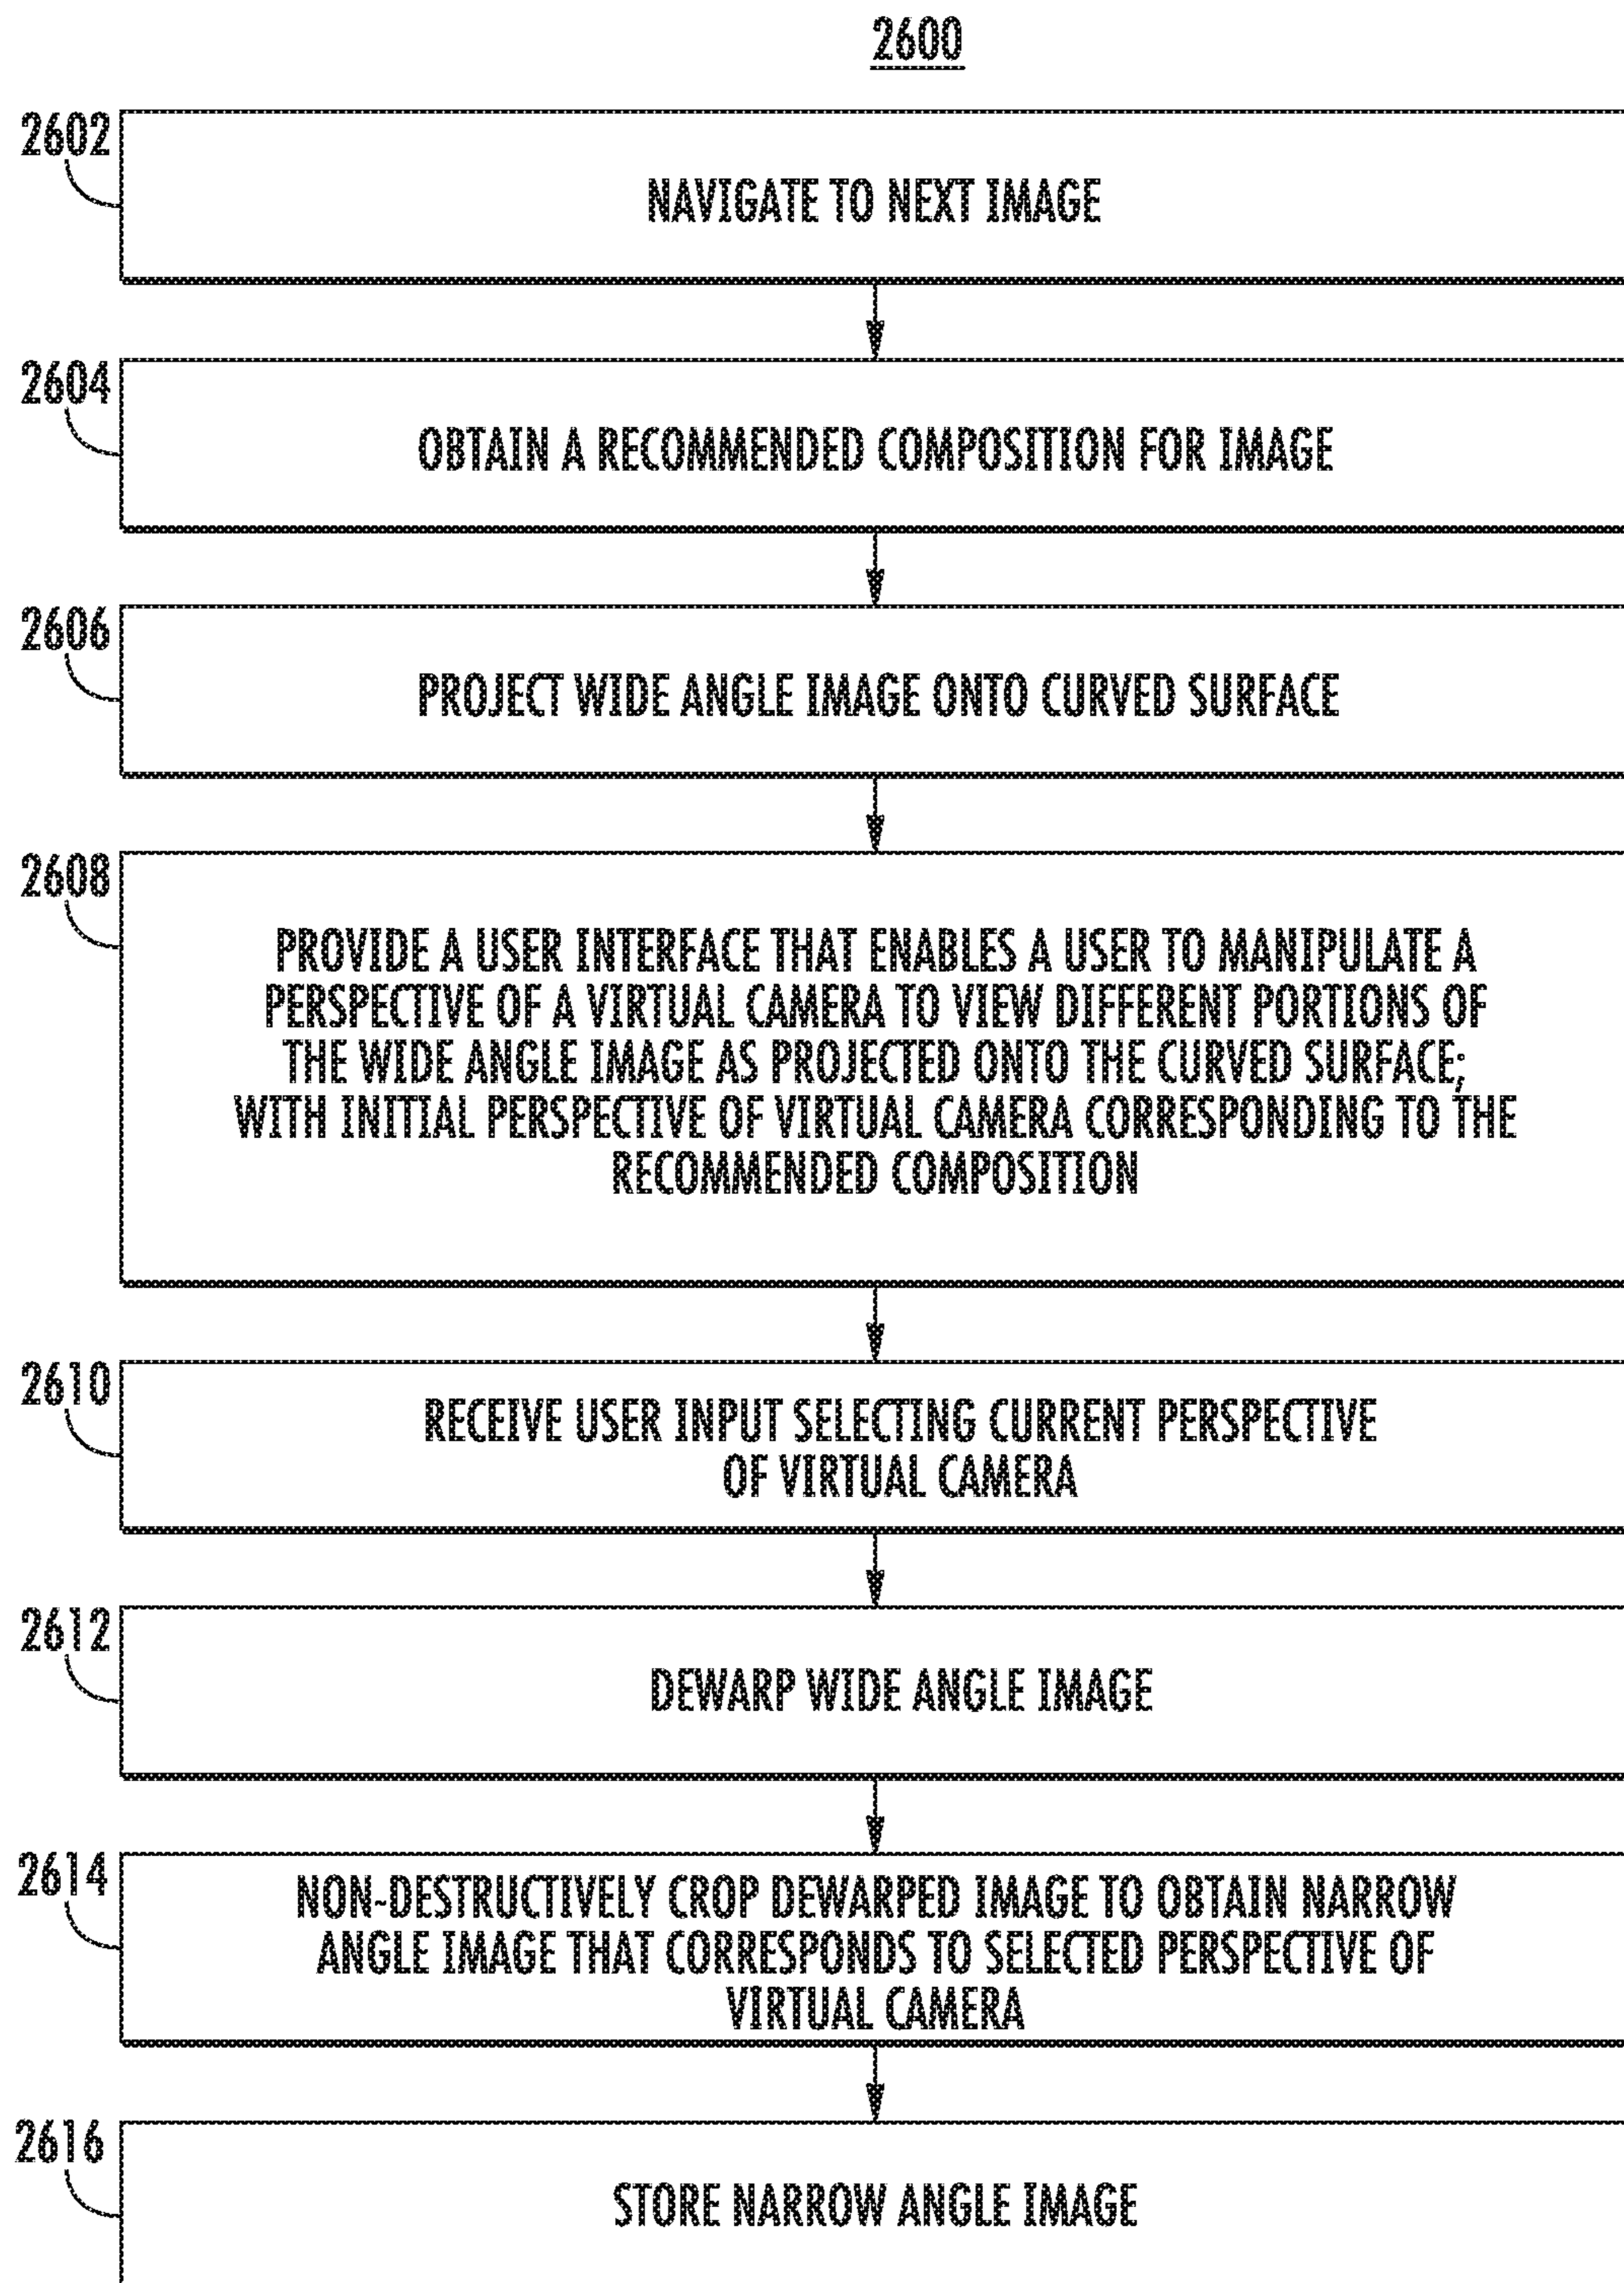 2600
2602
NAVIGATE TO NEXT IMAGE
2604
OBTAIN A RECOMMENDED COMPOSITION FOR IMAGE
2606
PROJECT WIDE ANGLE IMAGE ONTO CURVED SURFACE
2608
PROVIDE A USER INTERFACE THAT ENABLES A USER TO MANIPULATE A
PERSPECTIVE OF A VIRTUAL CAMERA TO VIEW DIFFERENT PORTIONS OF
THE WIDE ANGLE IMAGE AS PROJECTED ONTO THE CURVED SURFACE;
WITH INITIAL PERSPECTIVE OF VIRTUAL CAMERA CORRESPONDING TO THE
RECOMMENDED COMPOSITION
2610
RECEIVE USER INPUT SELECTING CURRENT PERSPECTIVE
OF VIRTUAL CAMERA
2612
DEWARP WIDE ANGLE IMAGE
2614
NON-DESTRUCTIVELY CROP DEWARPED IMAGE TO OBTAIN NARROW
ANGLE IMAGE THAT CORRESPONDS TO SELECTED PERSPECTIVE OF
VIRTUAL CAMERA
2616
STORE NARROW ANGLE IMAGE